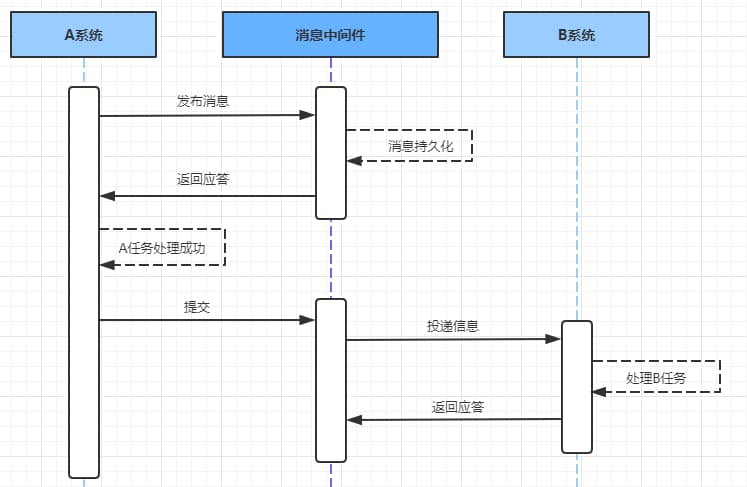 A系统
消息中间件
B系统
发布消息
消息持久化
返回应答
A任务处理成功
提交
投递信息
处理B任务
返回应答